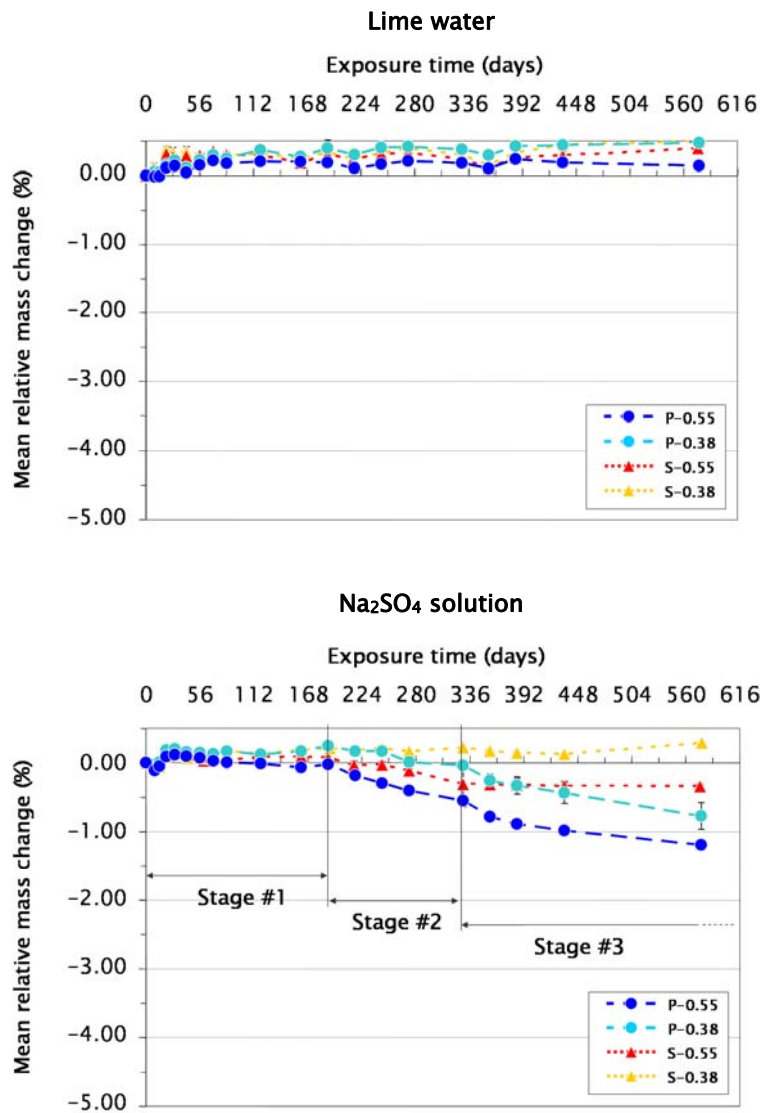 Lime water
Exposure time (days)
0 56 112 168 224 280 336 392 448 504 560 616
Mean relative mass change (%)
0.00
−1.00
−2.00
−3.00
−4.00
−5.00
P−0.55
P−0.38
S−0.55
S−0.38
Na₂SO₄ solution
Exposure time (days)
0 56 112 168 224 280 336 392 448 504 560 616
Mean relative mass change (%)
0.00
−1.00
−2.00
−3.00
−4.00
−5.00
Stage #1
Stage #2
Stage #3
P−0.55
P−0.38
S−0.55
S−0.38